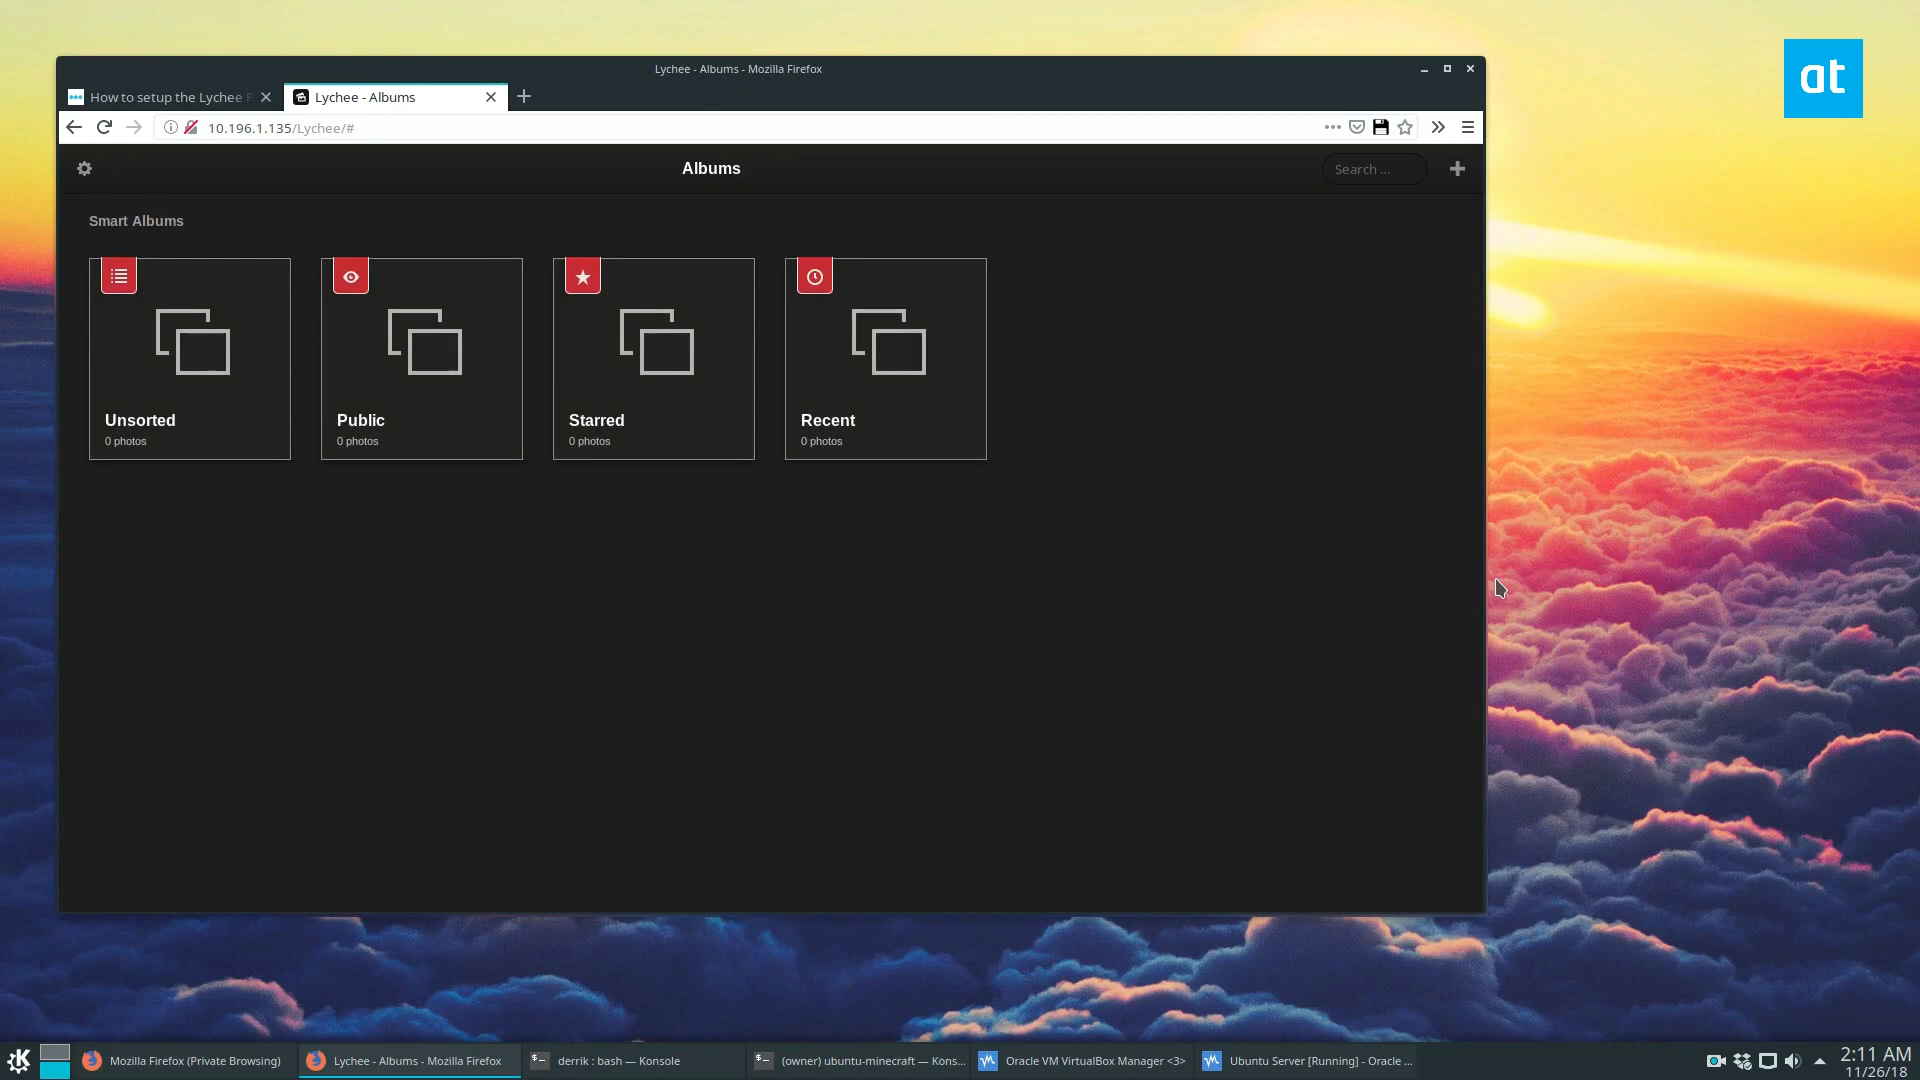 at
Lychee - Albums - Mozilla Firefox
How to setup the Lychee P
Lychee - Albums
10.196.1.135/Lychee/#
Albums
Search ...
Smart Albums
Unsorted
0 photos
Public
0 photos
Starred
0 photos
Recent
0 photos
Mozilla Firefox (Private Browsing)
Lychee - Albums - Mozilla Firefox
derrik : bash — Konsole
(owner) ubuntu-minecraft — Kons...
Oracle VM VirtualBox Manager <3>
Ubuntu Server [Running] - Oracle ...
2:11 AM
11/26/18